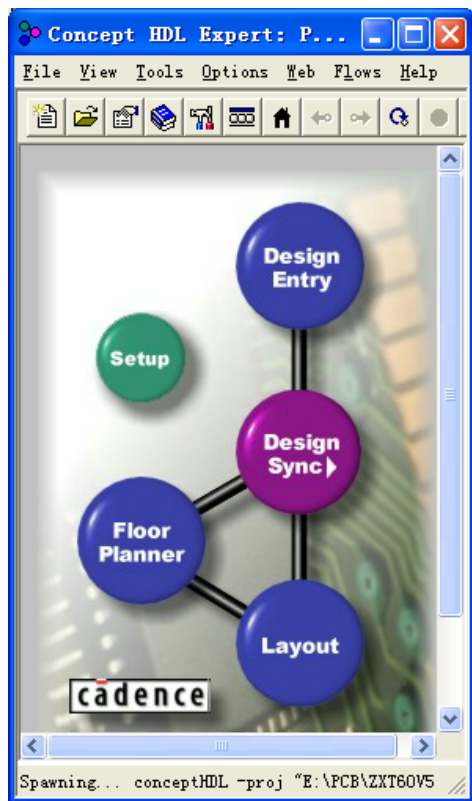 Concept HDL Expert: P...
File View Tools Options Web Flows Help
Design
Entry
Setup
Design
Sync
Floor
Planner
Layout
cādence
Spawning... conceptHDL -proj "E:\PCB\ZXT60V5